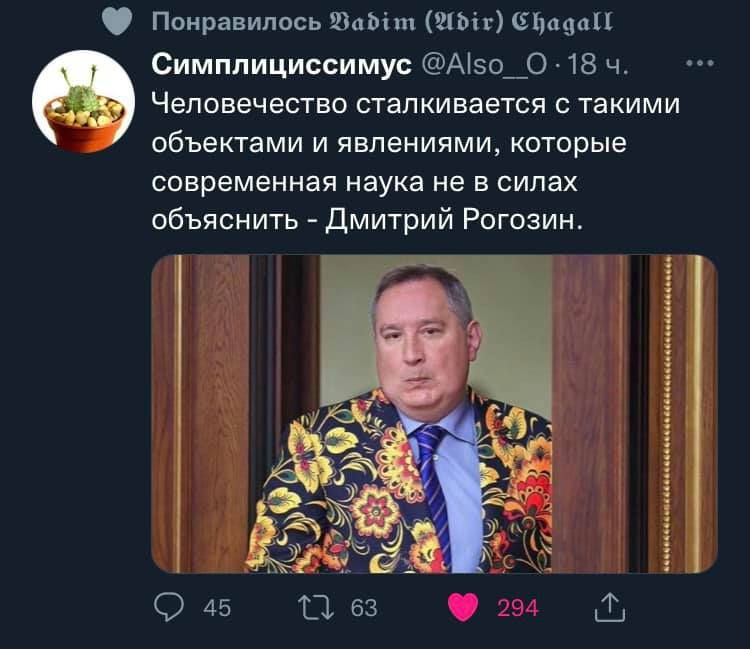 Понравилось 𝔙𝔞𝔡𝔦𝔪 (𝔄𝔡𝔦𝔯) ℭ𝔥𝔞𝔤𝔞𝔩𝔩
Симплициссимус @Also__O · 18 ч.
Человечество сталкивается с такими
объектами и явлениями, которые
современная наука не в силах
объяснить - Дмитрий Рогозин.
45 63 294